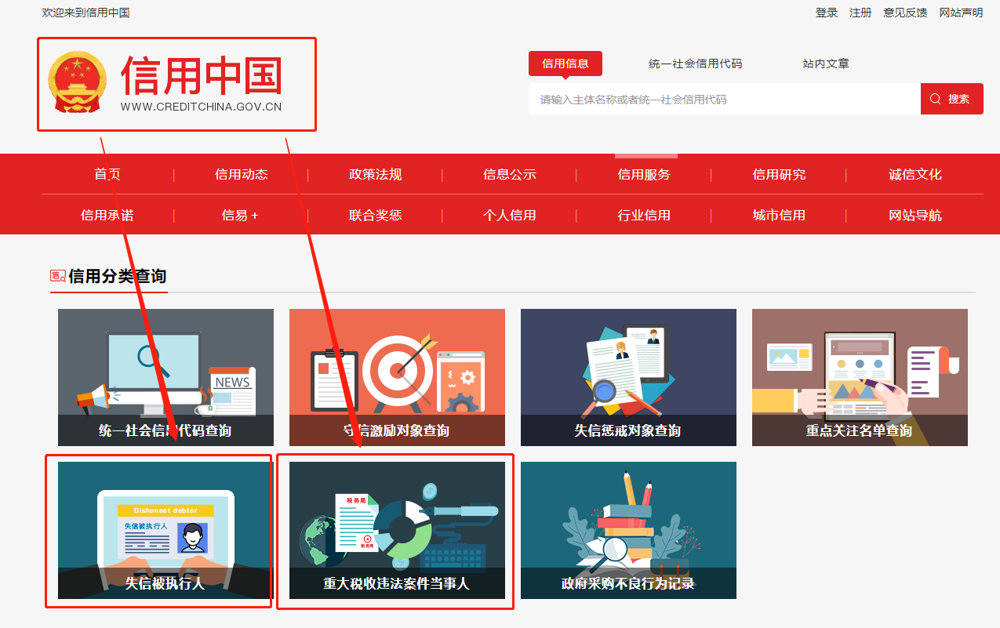 欢迎来到信用中国
登录 注册 意见反馈 网站声明
信用中国
WWW.CREDITCHINA.GOV.CN
信用信息 统一社会信用代码 站内文章
请输入主体名称或者统一社会信用代码
搜索
首页 信用动态 政策法规 信息公示 信用服务 信用研究 诚信文化
信用承诺 信易+ 联合奖惩 个人信用 行业信用 城市信用 网站导航
信用分类查询
NEWS
统一社会信用代码查询
守信激励对象查询
失信惩戒对象查询
重点关注名单查询
Dishonest debtor
失信被执行人
失信被执行人
税务局
税务局
重大税收违法案件当事人
政府采购不良行为记录